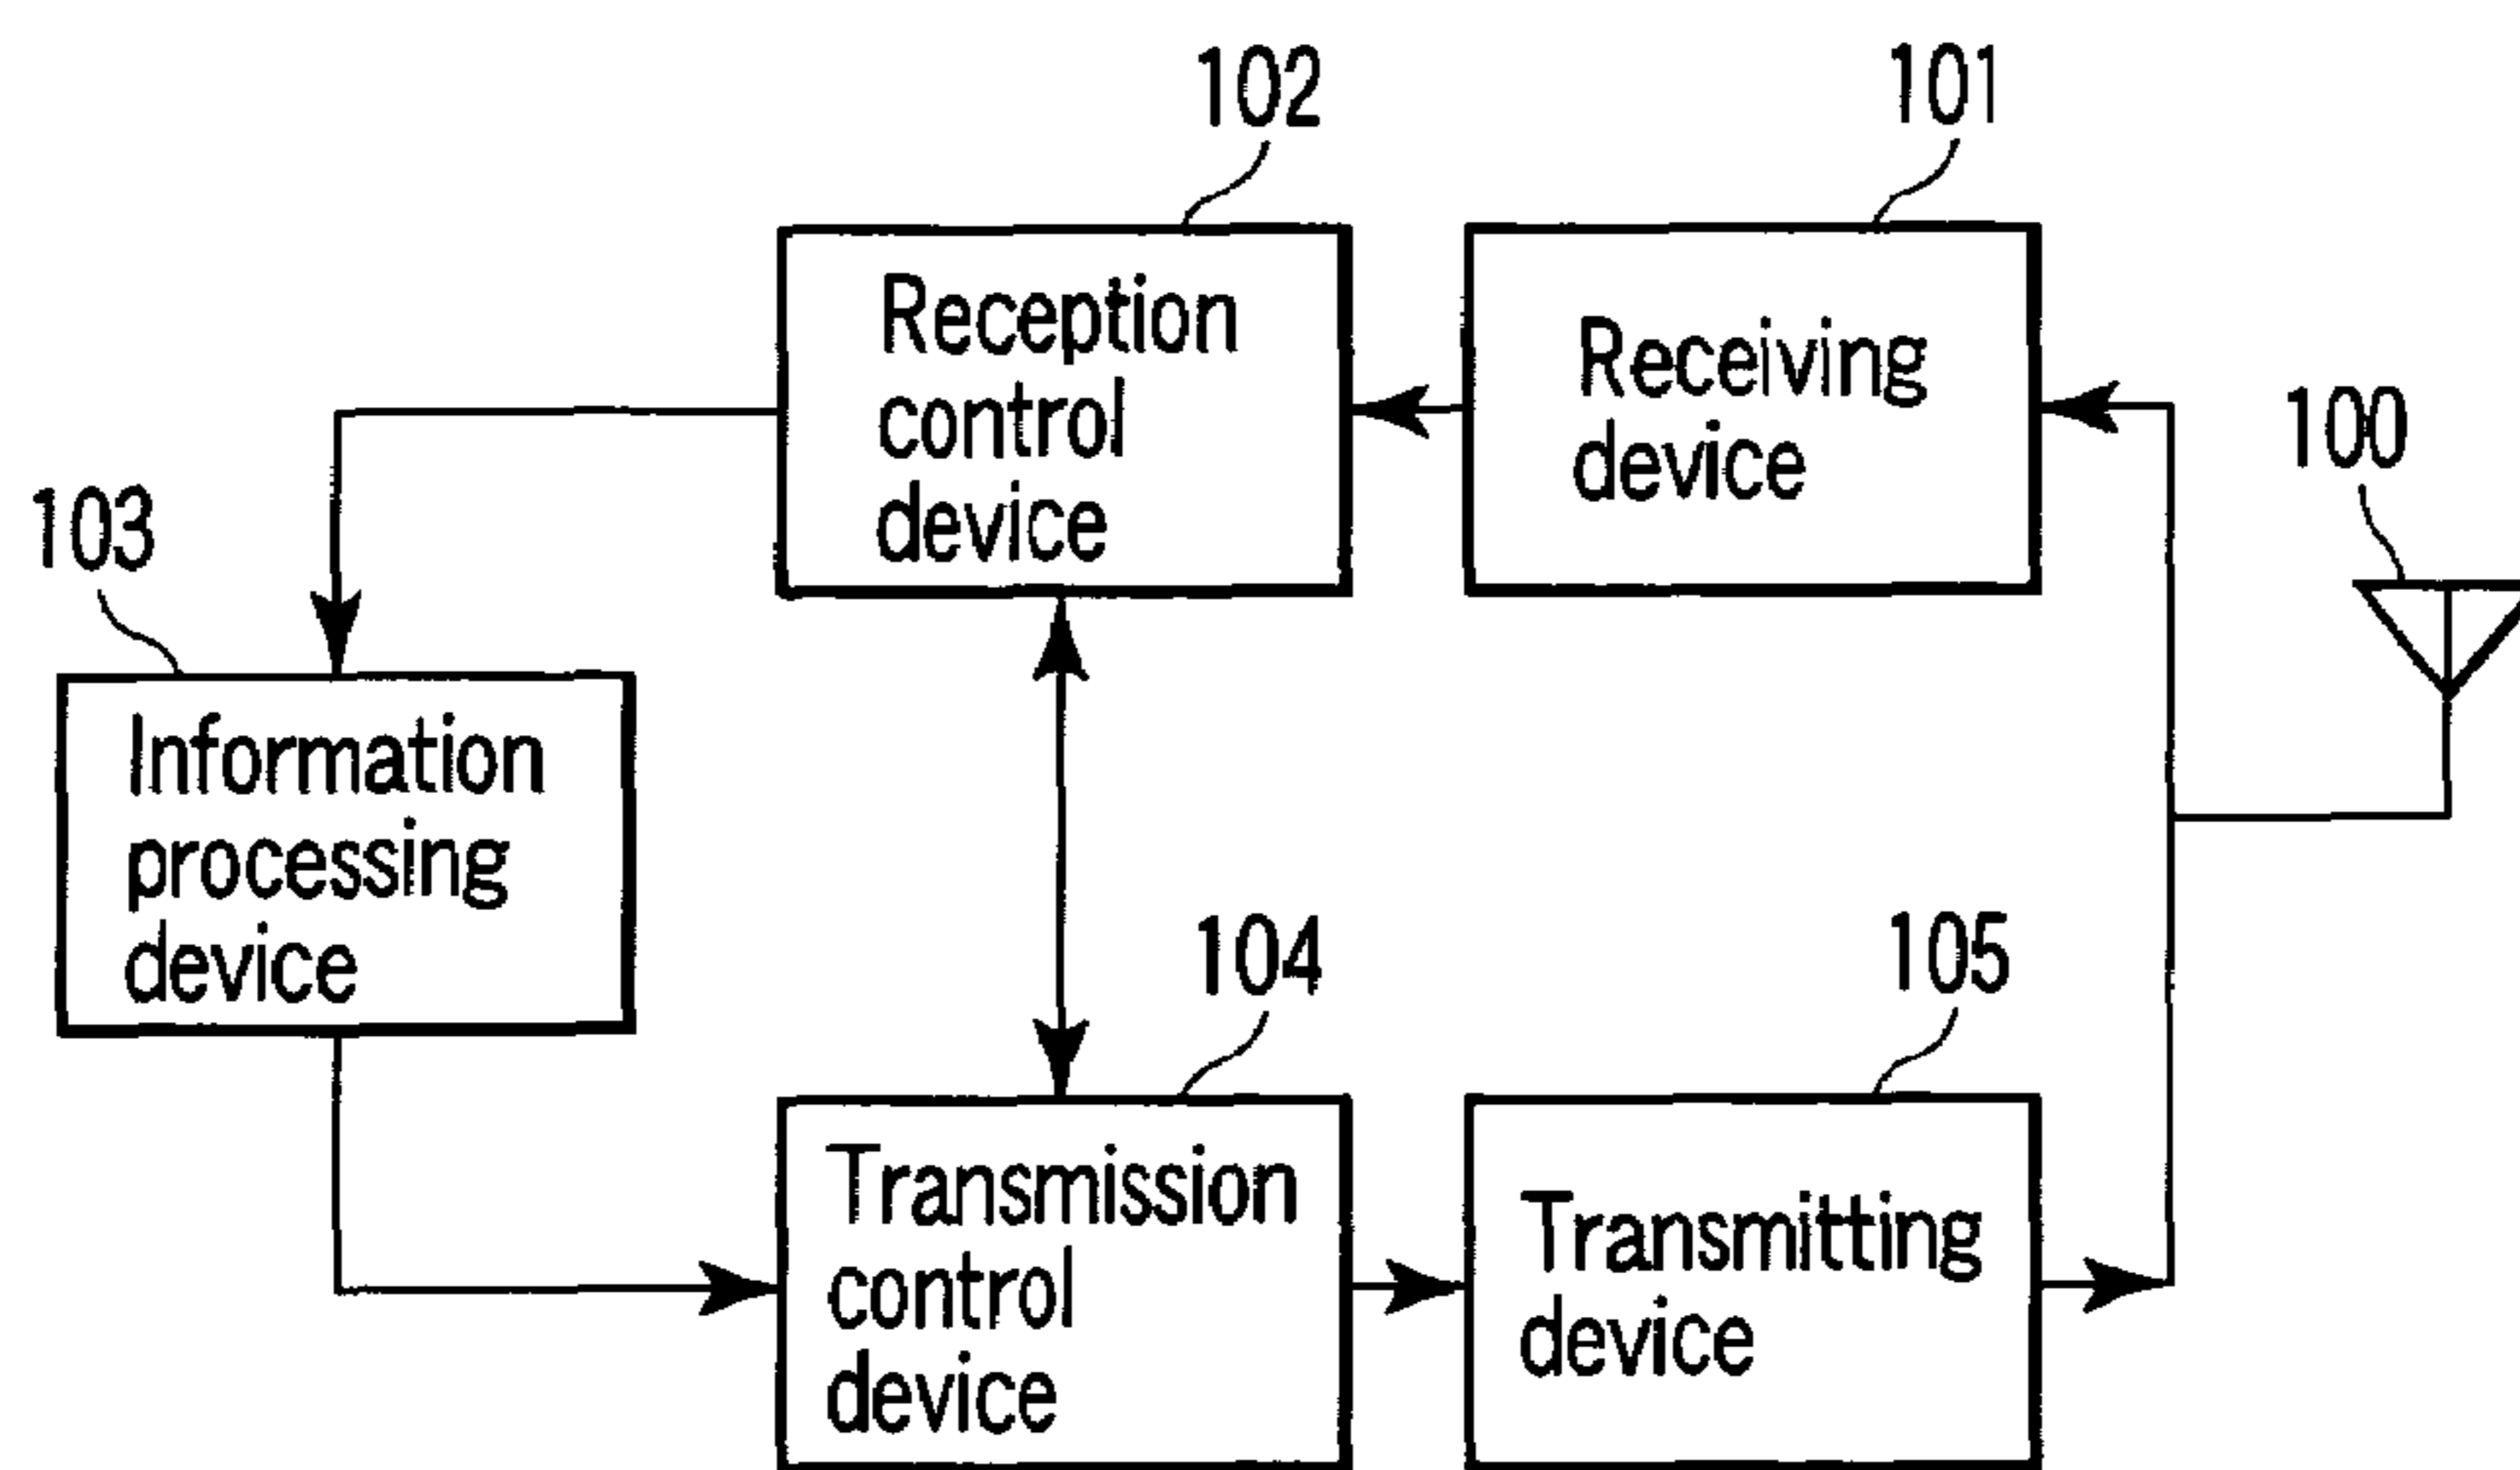 102
101
Reception
control
device
Receiving
device
100
103
Information
processing
device
104
105
Transmission
control
device
Transmitting
device